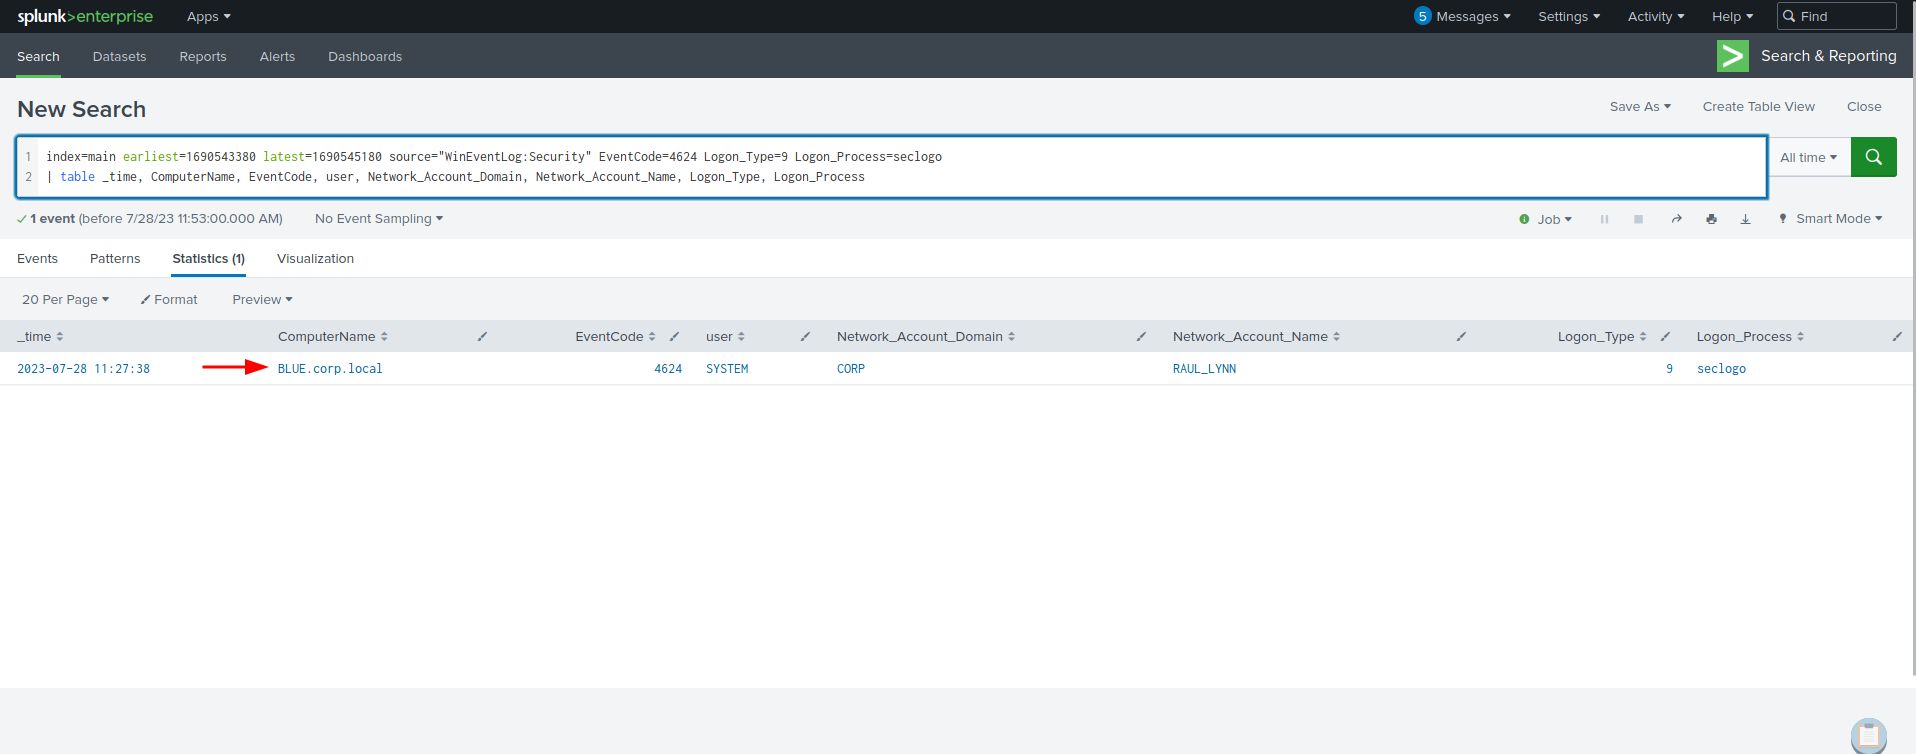 splunk>enterprise Apps 5 Messages Settings Activity Help Find
Search Datasets Reports Alerts Dashboards > Search & Reporting
New Search Save As Create Table View Close
1 index=main earliest=1690543380 latest=1690545180 source="WinEventLog:Security" EventCode=4624 Logon_Type=9 Logon_Process=seclogo All time
2 | table _time, ComputerName, EventCode, user, Network_Account_Domain, Network_Account_Name, Logon_Type, Logon_Process
1 event (before 7/28/23 11:53:00.000 AM) No Event Sampling Job Smart Mode
Events Patterns Statistics (1) Visualization
20 Per Page Format Preview
_time ComputerName EventCode user Network_Account_Domain Network_Account_Name Logon_Type Logon_Process
2023-07-28 11:27:38 BLUE.corp.local 4624 SYSTEM CORP RAUL_LYNN 9 seclogo